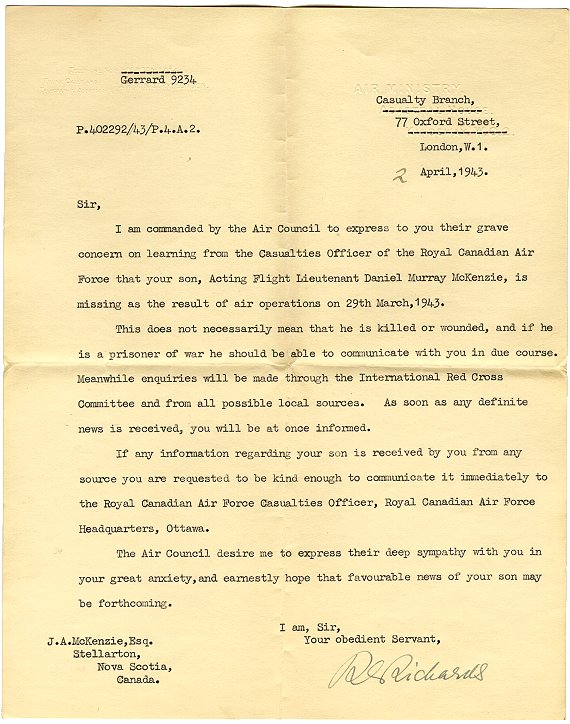 Gerrard 9234
AIR MINISTRY
Casualty Branch,
77 Oxford Street,
London,W.1.
P.402292/43/P.4.A.2.
2 April,1943.
Sir,
I am commanded by the Air Council to express to you their grave
concern on learning from the Casualties Officer of the Royal Canadian Air
Force that your son, Acting Flight Lieutenant Daniel Murray McKenzie, is
missing as the result of air operations on 29th March,1943.
This does not necessarily mean that he is killed or wounded, and if he
is a prisoner of war he should be able to communicate with you in due course.
Meanwhile enquiries will be made through the International Red Cross
Committee and from all possible local sources. As soon as any definite
news is received, you will be at once informed.
If any information regarding your son is received by you from any
source you are requested to be kind enough to communicate it immediately to
the Royal Canadian Air Force Casualties Officer, Royal Canadian Air Force
Headquarters, Ottawa.
The Air Council desire me to express their deep sympathy with you in
your great anxiety,and earnestly hope that favourable news of your son may
be forthcoming.
I am, Sir,
Your obedient Servant,
J.A.McKenzie,Esq.
Stellarton,
Nova Scotia,
Canada.
Richards